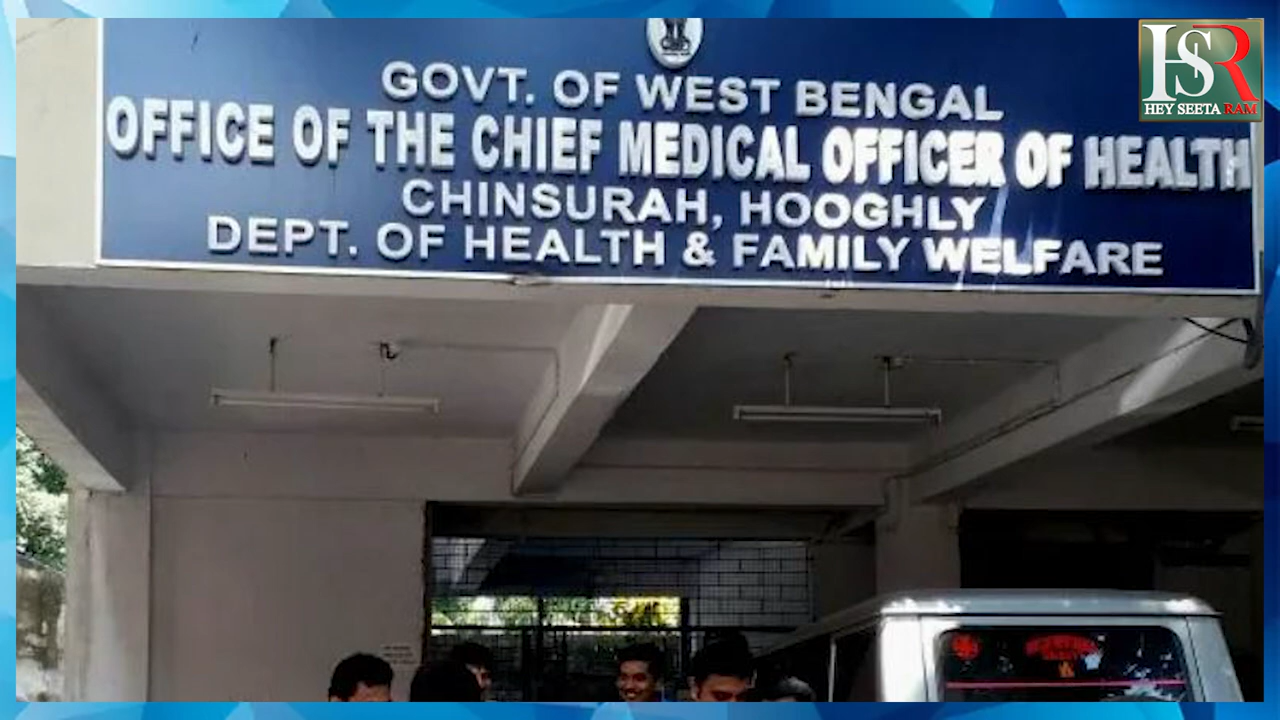 HSR
HEY SEETA RAM
GOVT. OF WEST BENGAL
OFFICE OF THE CHIEF MEDICAL OFFICER OF HEALTH
CHINSURAH, HOOGHLY
DEPT. OF HEALTH & FAMILY WELFARE